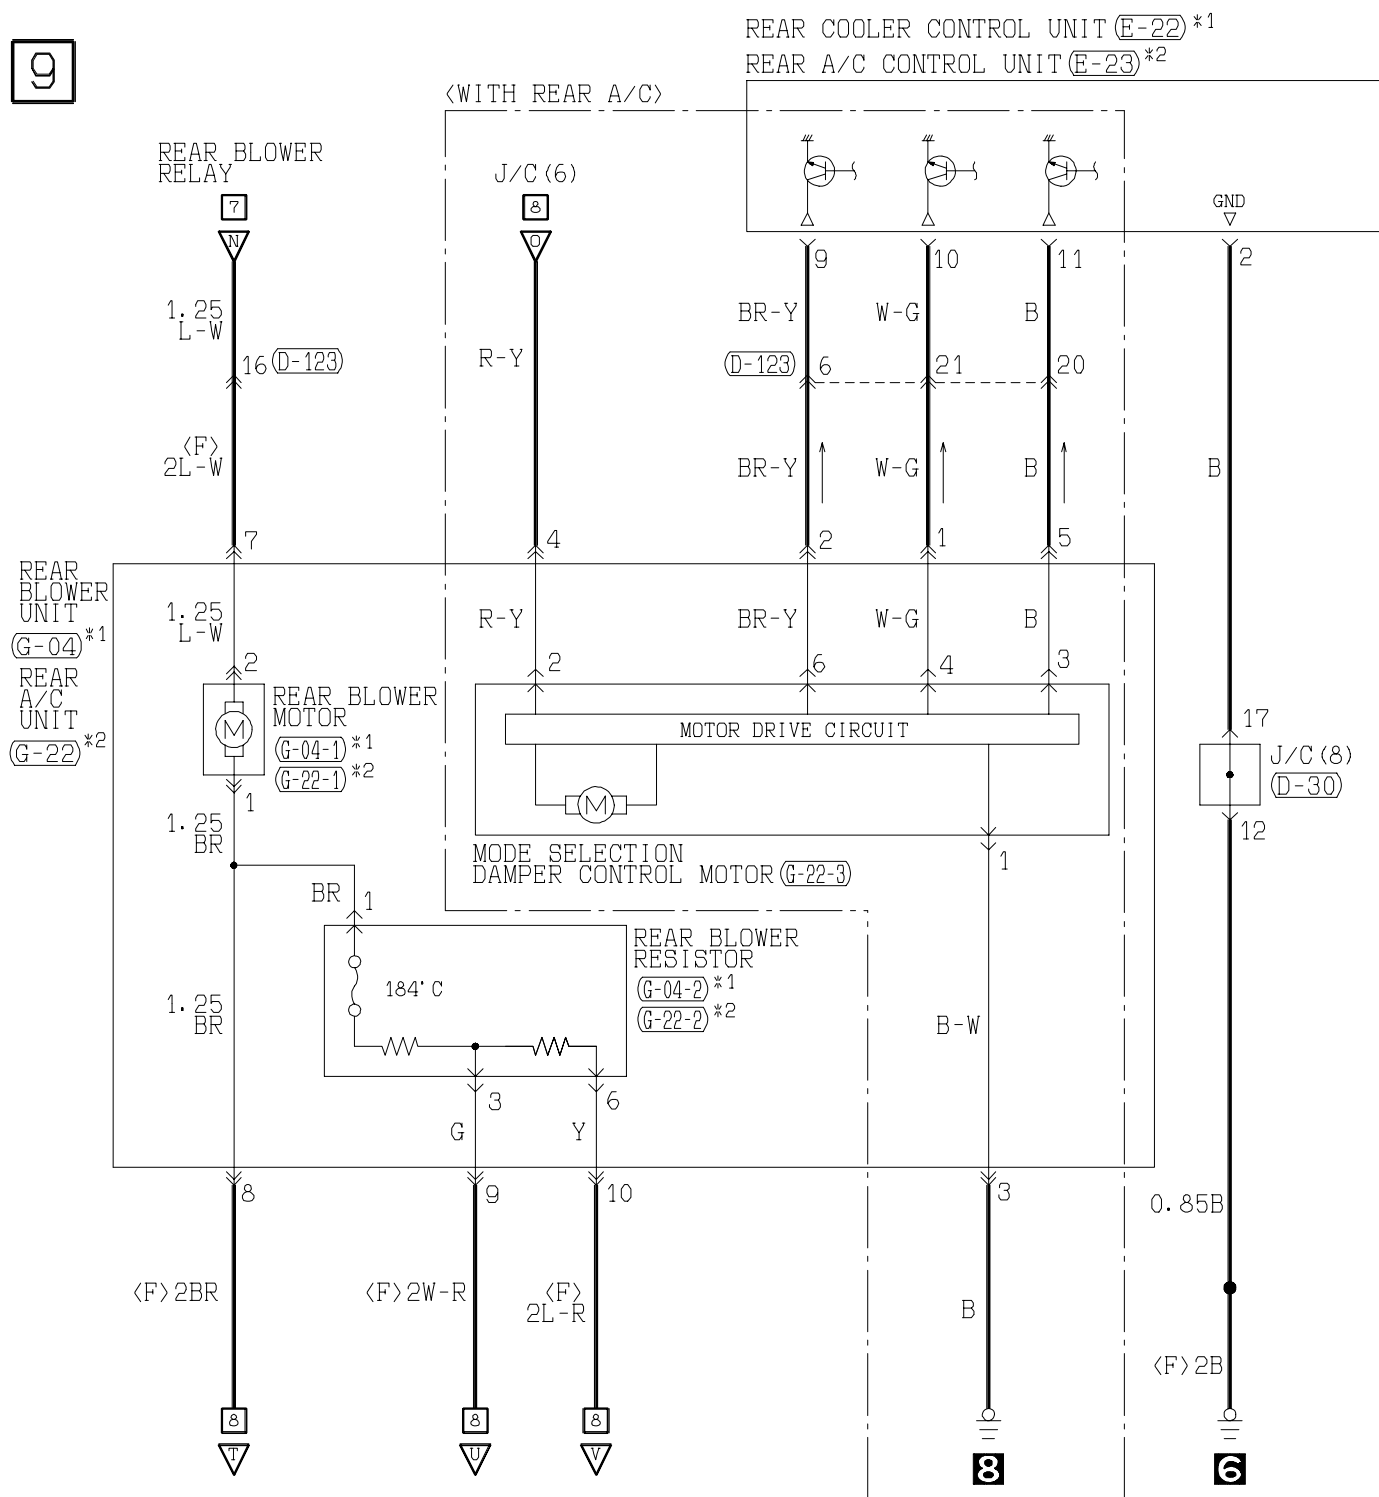 9
REAR COOLER CONTROL UNIT (E-22) *1
REAR A/C CONTROL UNIT (E-23) *2
<WITH REAR A/C>
REAR BLOWER
RELAY
7
N
J/C(6)
8
O
GND
9
10
11
2
1.25
L-W
BR-Y
W-G
B
16 (D-123)
R-Y
(D-123) 6
21
20
<F>
2L-W
BR-Y
W-G
B
B
7
4
2
1
5
REAR
BLOWER
UNIT
(G-04) *1
REAR
A/C
UNIT
(G-22) *2
1.25
L-W
R-Y
BR-Y
W-G
B
2
2
6
4
3
M
REAR BLOWER
MOTOR
(G-04-1) *1
(G-22-1) *2
MOTOR DRIVE CIRCUIT
M
17
J/C(8)
(D-30)
12
1
1.25
BR
MODE SELECTION
DAMPER CONTROL MOTOR (G-22-3)
1
BR
1
REAR BLOWER
RESISTOR
(G-04-2) *1
(G-22-2) *2
184°C
1.25
BR
B-W
3
6
G
Y
8
9
10
3
0.85B
<F>2BR
<F>2W-R
<F>
2L-R
B
<F>2B
8
T
8
U
8
V
8
6